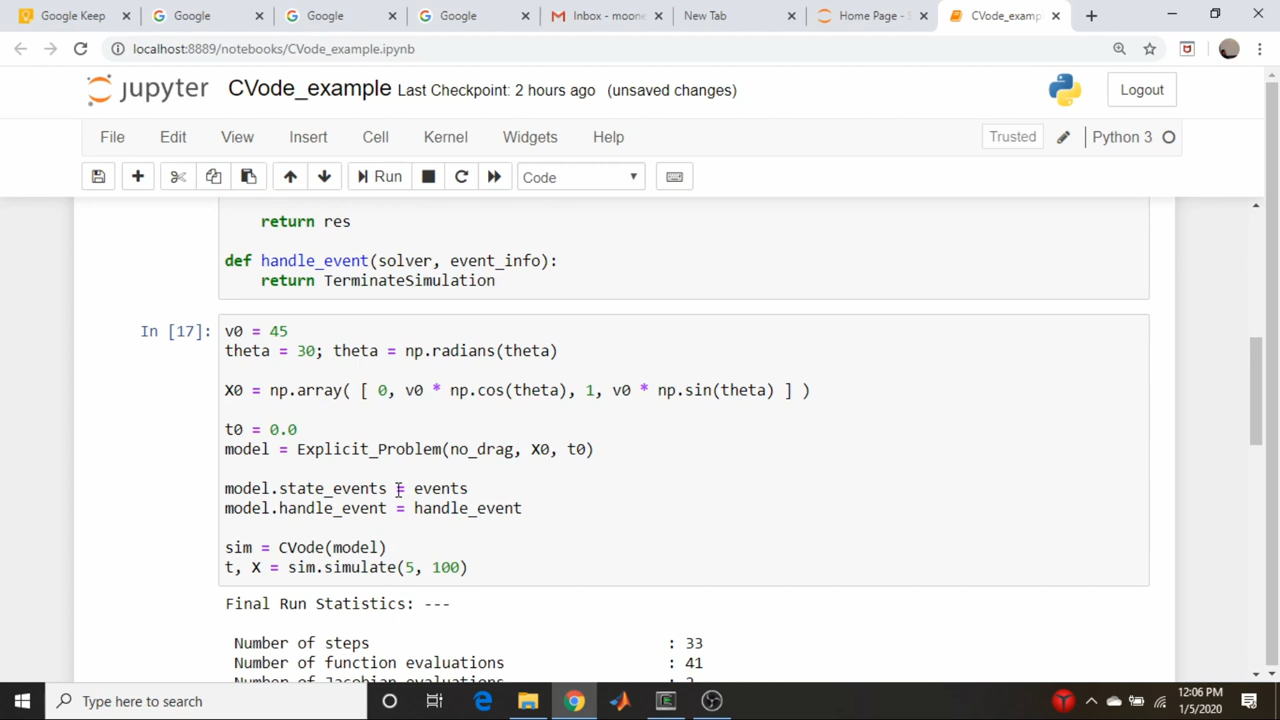 Google Keep
Google
Google
Google
Inbox - moone
New Tab
Home Page - S
CVode_examp
localhost:8889/notebooks/CVode_example.ipynb
jupyter CVode_example Last Checkpoint: 2 hours ago (unsaved changes)
Logout
File Edit View Insert Cell Kernel Widgets Help
Trusted
Python 3
Run
Code
return res
def handle_event(solver, event_info):
return TerminateSimulation
In [17]:
v0 = 45
theta = 30; theta = np.radians(theta)
X0 = np.array( [ 0, v0 * np.cos(theta), 1, v0 * np.sin(theta) ] )
t0 = 0.0
model = Explicit_Problem(no_drag, X0, t0)
model.state_events = events
model.handle_event = handle_event
sim = CVode(model)
t, X = sim.simulate(5, 100)
Final Run Statistics: ---
Number of steps : 33
Number of function evaluations : 41
Type here to search
12:06 PM
1/5/2020